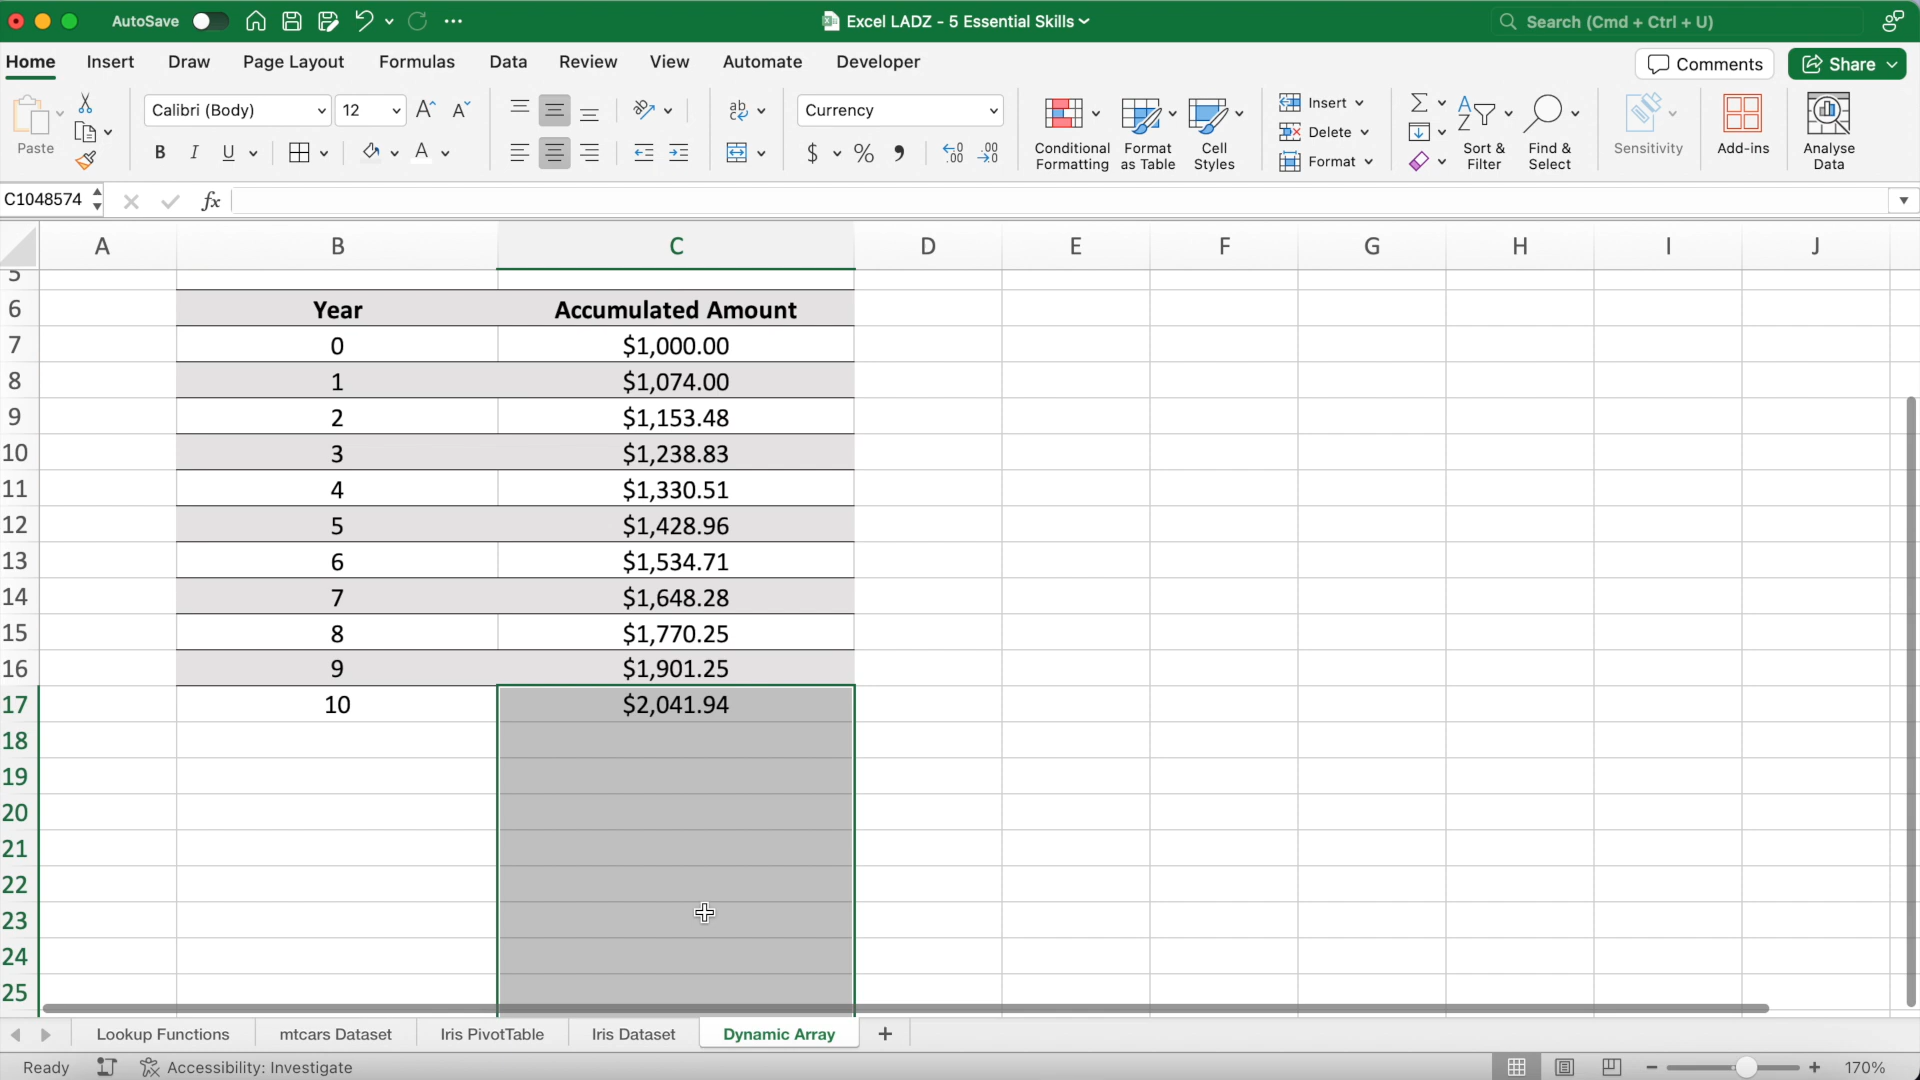 AutoSave
Excel LADZ - 5 Essential Skills
Search (Cmd + Ctrl + U)
Home Insert Draw Page Layout Formulas Data Review View Automate Developer
Comments Share
Paste
Calibri (Body) 12
B I U
Currency
$ % 9
Conditional Formatting
Format as Table
Cell Styles
Insert
Delete
Format
Sort & Filter
Find & Select
Sensitivity
Add-ins
Analyse Data
C1048574 fx
A B C D E F G H I J
5
6 Year Accumulated Amount
7 0 $1,000.00
8 1 $1,074.00
9 2 $1,153.48
10 3 $1,238.83
11 4 $1,330.51
12 5 $1,428.96
13 6 $1,534.71
14 7 $1,648.28
15 8 $1,770.25
16 9 $1,901.25
17 10 $2,041.94
18
19
20
21
22
23
24
25
Lookup Functions mtcars Dataset Iris PivotTable Iris Dataset Dynamic Array +
Ready Accessibility: Investigate 170%